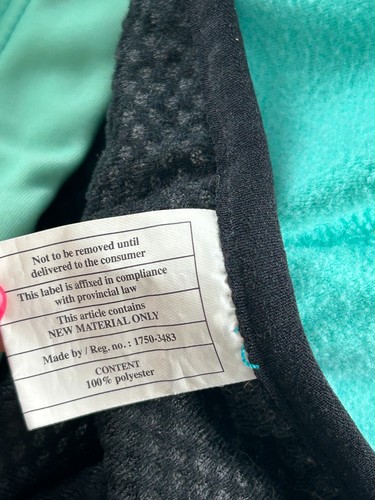 Not to be removed until
delivered to the consumer
This label is affixed in compliance
with provincial law
This article contains
NEW MATERIAL ONLY
Made by / Reg. no. : 1750-3483
CONTENT
100% polyester